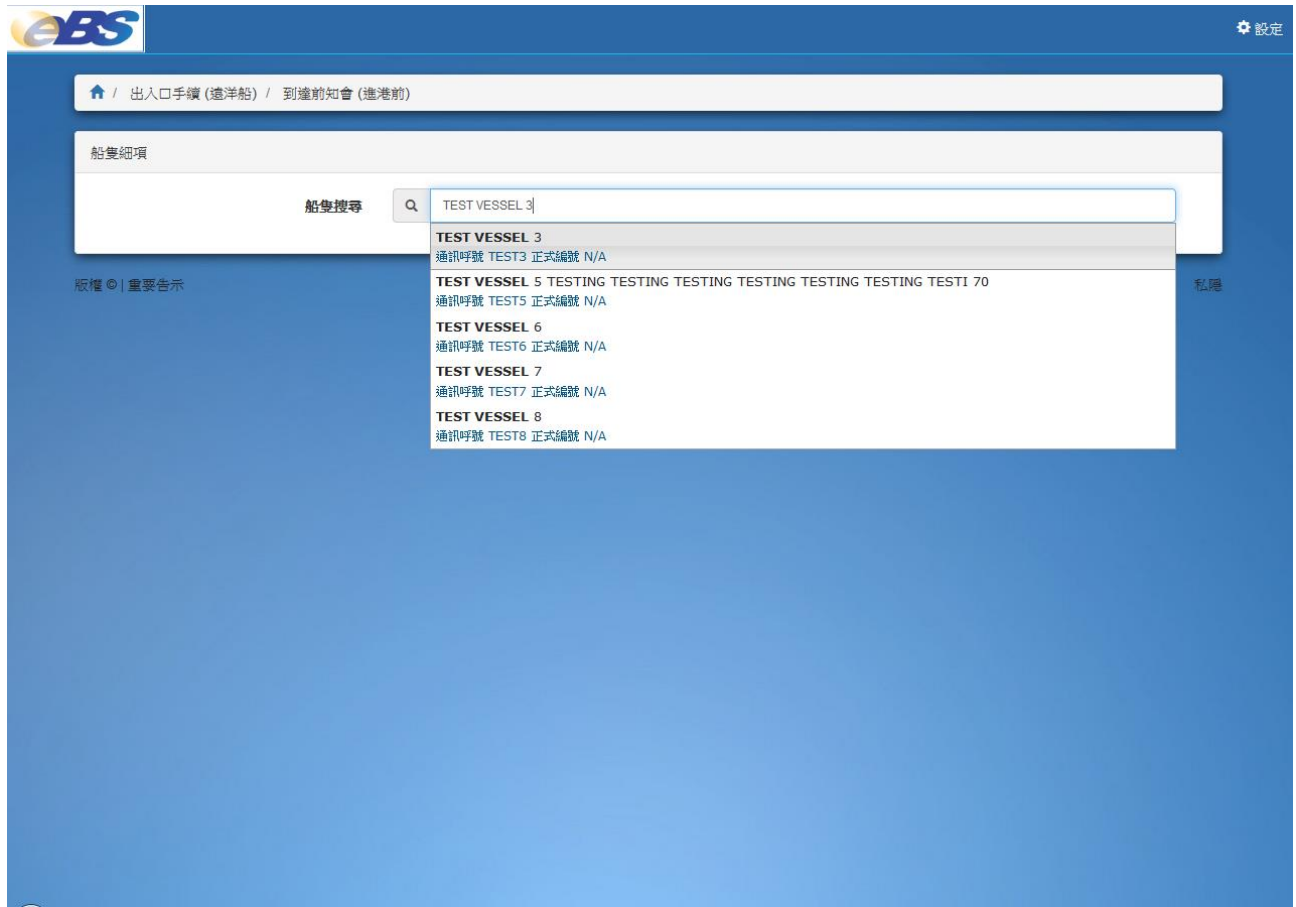 eBS
設定
/ 出入口手續 (遠洋船) / 到達前知會 (進港前)
船隻細項
船隻搜尋 TEST VESSEL 3
TEST VESSEL 3
通訊呼號 TEST3 正式編號 N/A
TEST VESSEL 5 TESTING TESTING TESTING TESTING TESTING TESTING TESTI 70
通訊呼號 TEST5 正式編號 N/A
TEST VESSEL 6
通訊呼號 TEST6 正式編號 N/A
TEST VESSEL 7
通訊呼號 TEST7 正式編號 N/A
TEST VESSEL 8
通訊呼號 TEST8 正式編號 N/A
版權 © | 重要告示 私隱